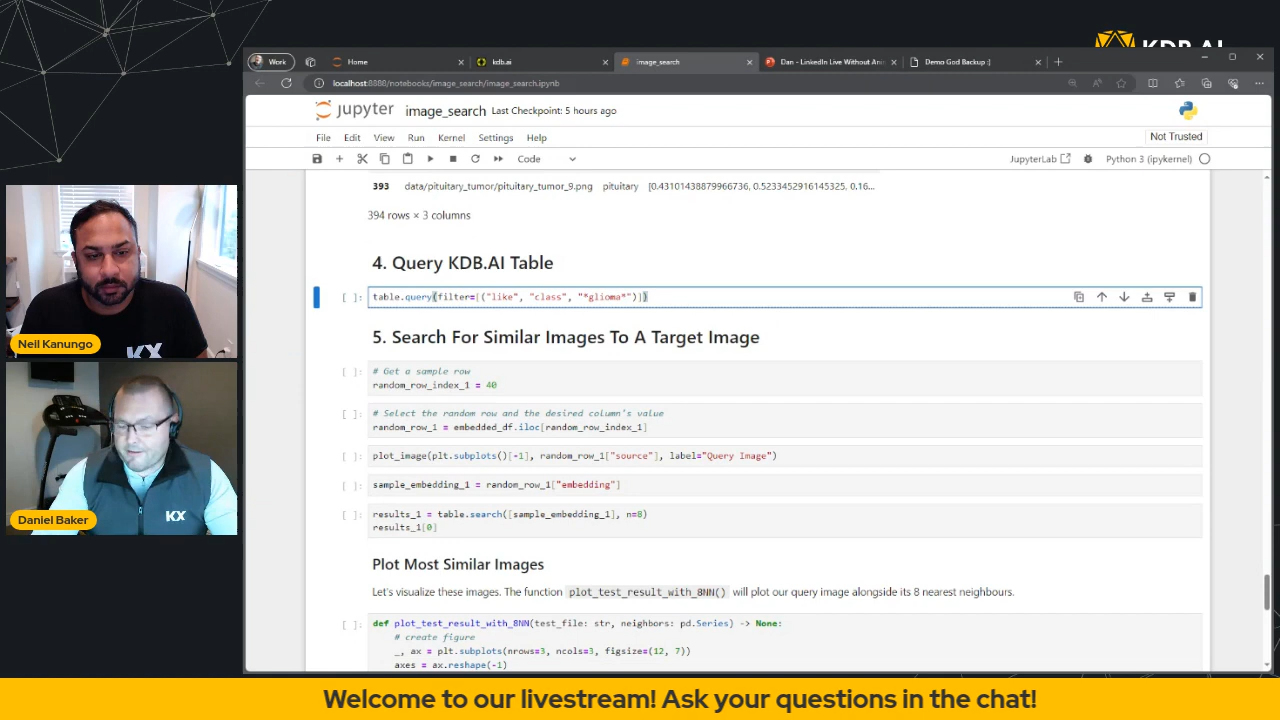 KDB.AI
Work
Home
kdb.ai
image_search
Dan - LinkedIn Live Without Ani
Demo God Backup :)
localhost:8888/notebooks/image_search/image_search.ipynb
jupyter image_search Last Checkpoint: 5 hours ago
File Edit View Run Kernel Settings Help
Not Trusted
Code
JupyterLab
Python 3 (ipykernel)
393 data/pituitary_tumor/pituitary_tumor_9.png pituitary [0.43101438879966736, 0.5233452916145325, 0.16...
394 rows × 3 columns
4. Query KDB.AI Table
[ ]: table.query(filter=[("like", "class", "*glioma*")])
5. Search For Similar Images To A Target Image
[ ]: # Get a sample row
random_row_index_1 = 40
[ ]: # Select the random row and the desired column's value
random_row_1 = embedded_df.iloc[random_row_index_1]
[ ]: plot_image(plt.subplots()[-1], random_row_1["source"], label="Query Image")
[ ]: sample_embedding_1 = random_row_1["embedding"]
[ ]: results_1 = table.search([sample_embedding_1], n=8)
results_1[0]
Plot Most Similar Images
Let's visualize these images. The function plot_test_result_with_8NN() will plot our query image alongside its 8 nearest neighbours.
[ ]: def plot_test_result_with_8NN(test_file: str, neighbors: pd.Series) -> None:
# create figure
_, ax = plt.subplots(nrows=3, ncols=3, figsize=(12, 7))
axes = ax.reshape(-1)
KX
Neil Kanungo
KX
Daniel Baker
Welcome to our livestream! Ask your questions in the chat!